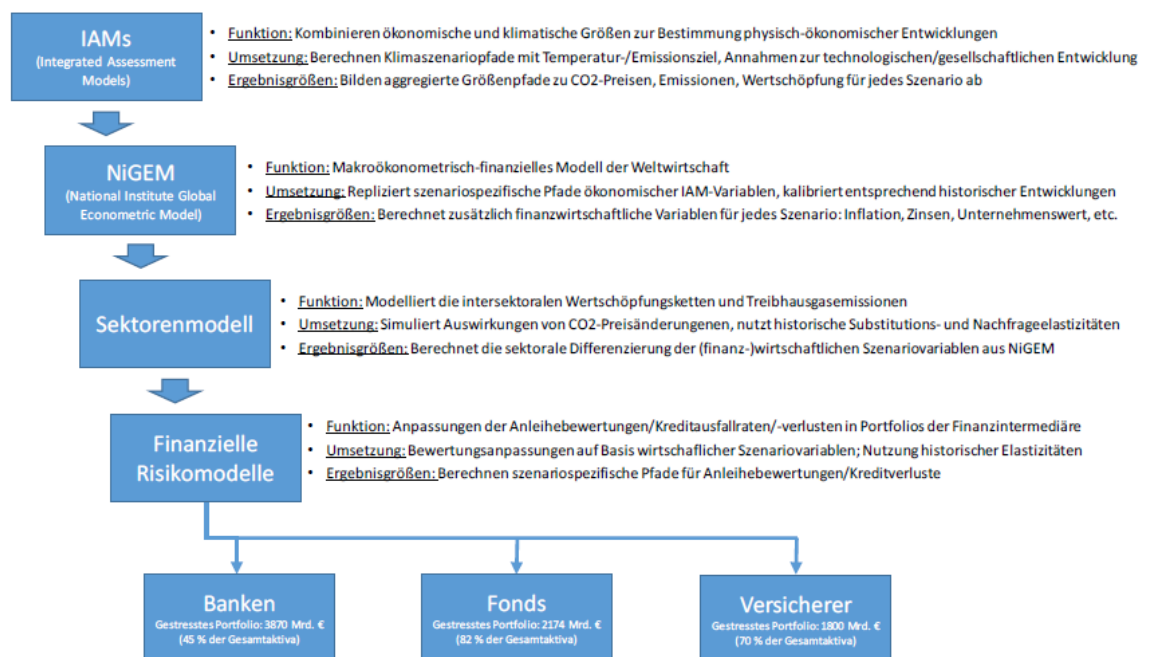 IAMs
(Integrated Assessment
Models)
• Funktion: Kombinieren ökonomische und klimatische Größen zur Bestimmung physisch-ökonomischer Entwicklungen
• Umsetzung: Berechnen Klimaszenariopfade mit Temperatur-/Emissionsziel, Annahmen zur technologischen/gesellschaftlichen Entwicklung
• Ergebnisgrößen: Bilden aggregierte Größenpfade zu CO2-Preisen, Emissionen, Wertschöpfung für jedes Szenario ab
NiGEM
(National Institute Global
Econometric Model)
• Funktion: Makroökonometrisch-finanzielles Modell der Weltwirtschaft
• Umsetzung: Repliziert szenariospezifische Pfade ökonomischer IAM-Variablen, kalibriert entsprechend historischer Entwicklungen
• Ergebnisgrößen: Berechnet zusätzlich finanzwirtschaftliche Variablen für jedes Szenario: Inflation, Zinsen, Unternehmenswert, etc.
Sektorenmodell
• Funktion: Modelliert die intersektoralen Wertschöpfungsketten und Treibhausgasemissionen
• Umsetzung: Simuliert Auswirkungen von CO2-Preisänderungenen, nutzt historische Substitutions- und Nachfrageelastizitäten
• Ergebnisgrößen: Berechnet die sektorale Differenzierung der (finanz-)wirtschaftlichen Szenariovariablen aus NiGEM
Finanzielle
Risikomodelle
• Funktion: Anpassungen der Anleihebewertungen/Kreditausfallraten/-verlusten in Portfolios der Finanzintermediäre
• Umsetzung: Bewertungsanpassungen auf Basis wirtschaflicher Szenariovariablen; Nutzung historischer Elastizitäten
• Ergebnisgrößen: Berechnen szenariospezifische Pfade für Anleihebewertungen/Kreditverluste
Banken
Gestresstes Portfolio: 3870 Mrd. €
(45 % der Gesamtaktiva)
Fonds
Gestresstes Portfolio: 2174 Mrd. €
(82 % der Gesamtaktiva)
Versicherer
Gestresstes Portfolio: 1800 Mrd. €
(70 % der Gesamtaktiva)